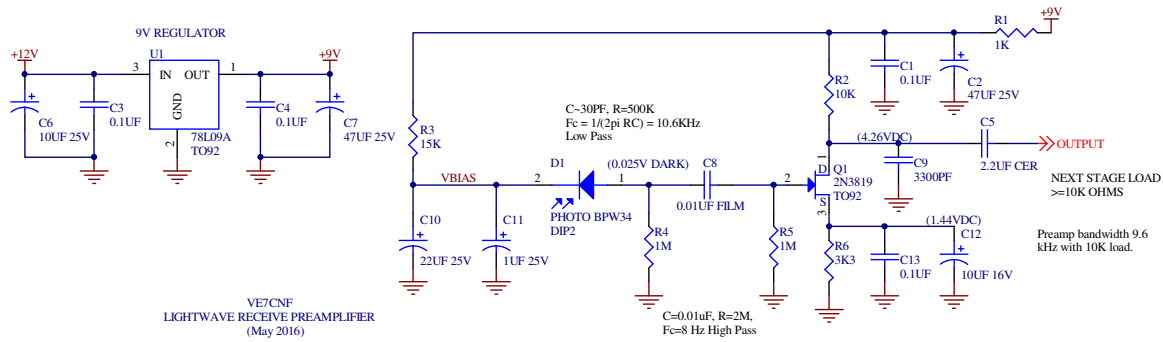 9V REGULATOR
+12V
U1
+9V
3
IN
OUT
1
GND
2
78L09A
TO92
C6
10UF 25V
C3
0.1UF
C4
0.1UF
C7
47UF 25V
VE7CNF
LIGHTWAVE RECEIVE PREAMPLIFIER
(May 2016)
R3
15K
VBIAS
C10
22UF 25V
C11
1UF 25V
C~30PF, R=500K
Fc = 1/(2pi RC) = 10.6KHz
Low Pass
D1
2
1
PHOTO BPW34
DIP2
(0.025V DARK)
C8
0.01UF FILM
R4
1M
R5
1M
C=0.01uF, R=2M,
Fc=8 Hz High Pass
R2
10K
C1
0.1UF
C2
47UF 25V
R1
1K
+9V
(4.26VDC)
1
D
Q1
2N3819
TO92
2
S
3
C9
3300PF
C5
2.2UF CER
OUTPUT
NEXT STAGE LOAD
>=10K OHMS
Preamp bandwidth 9.6
kHz with 10K load.
(1.44VDC)
R6
3K3
C13
0.1UF
C12
10UF 16V